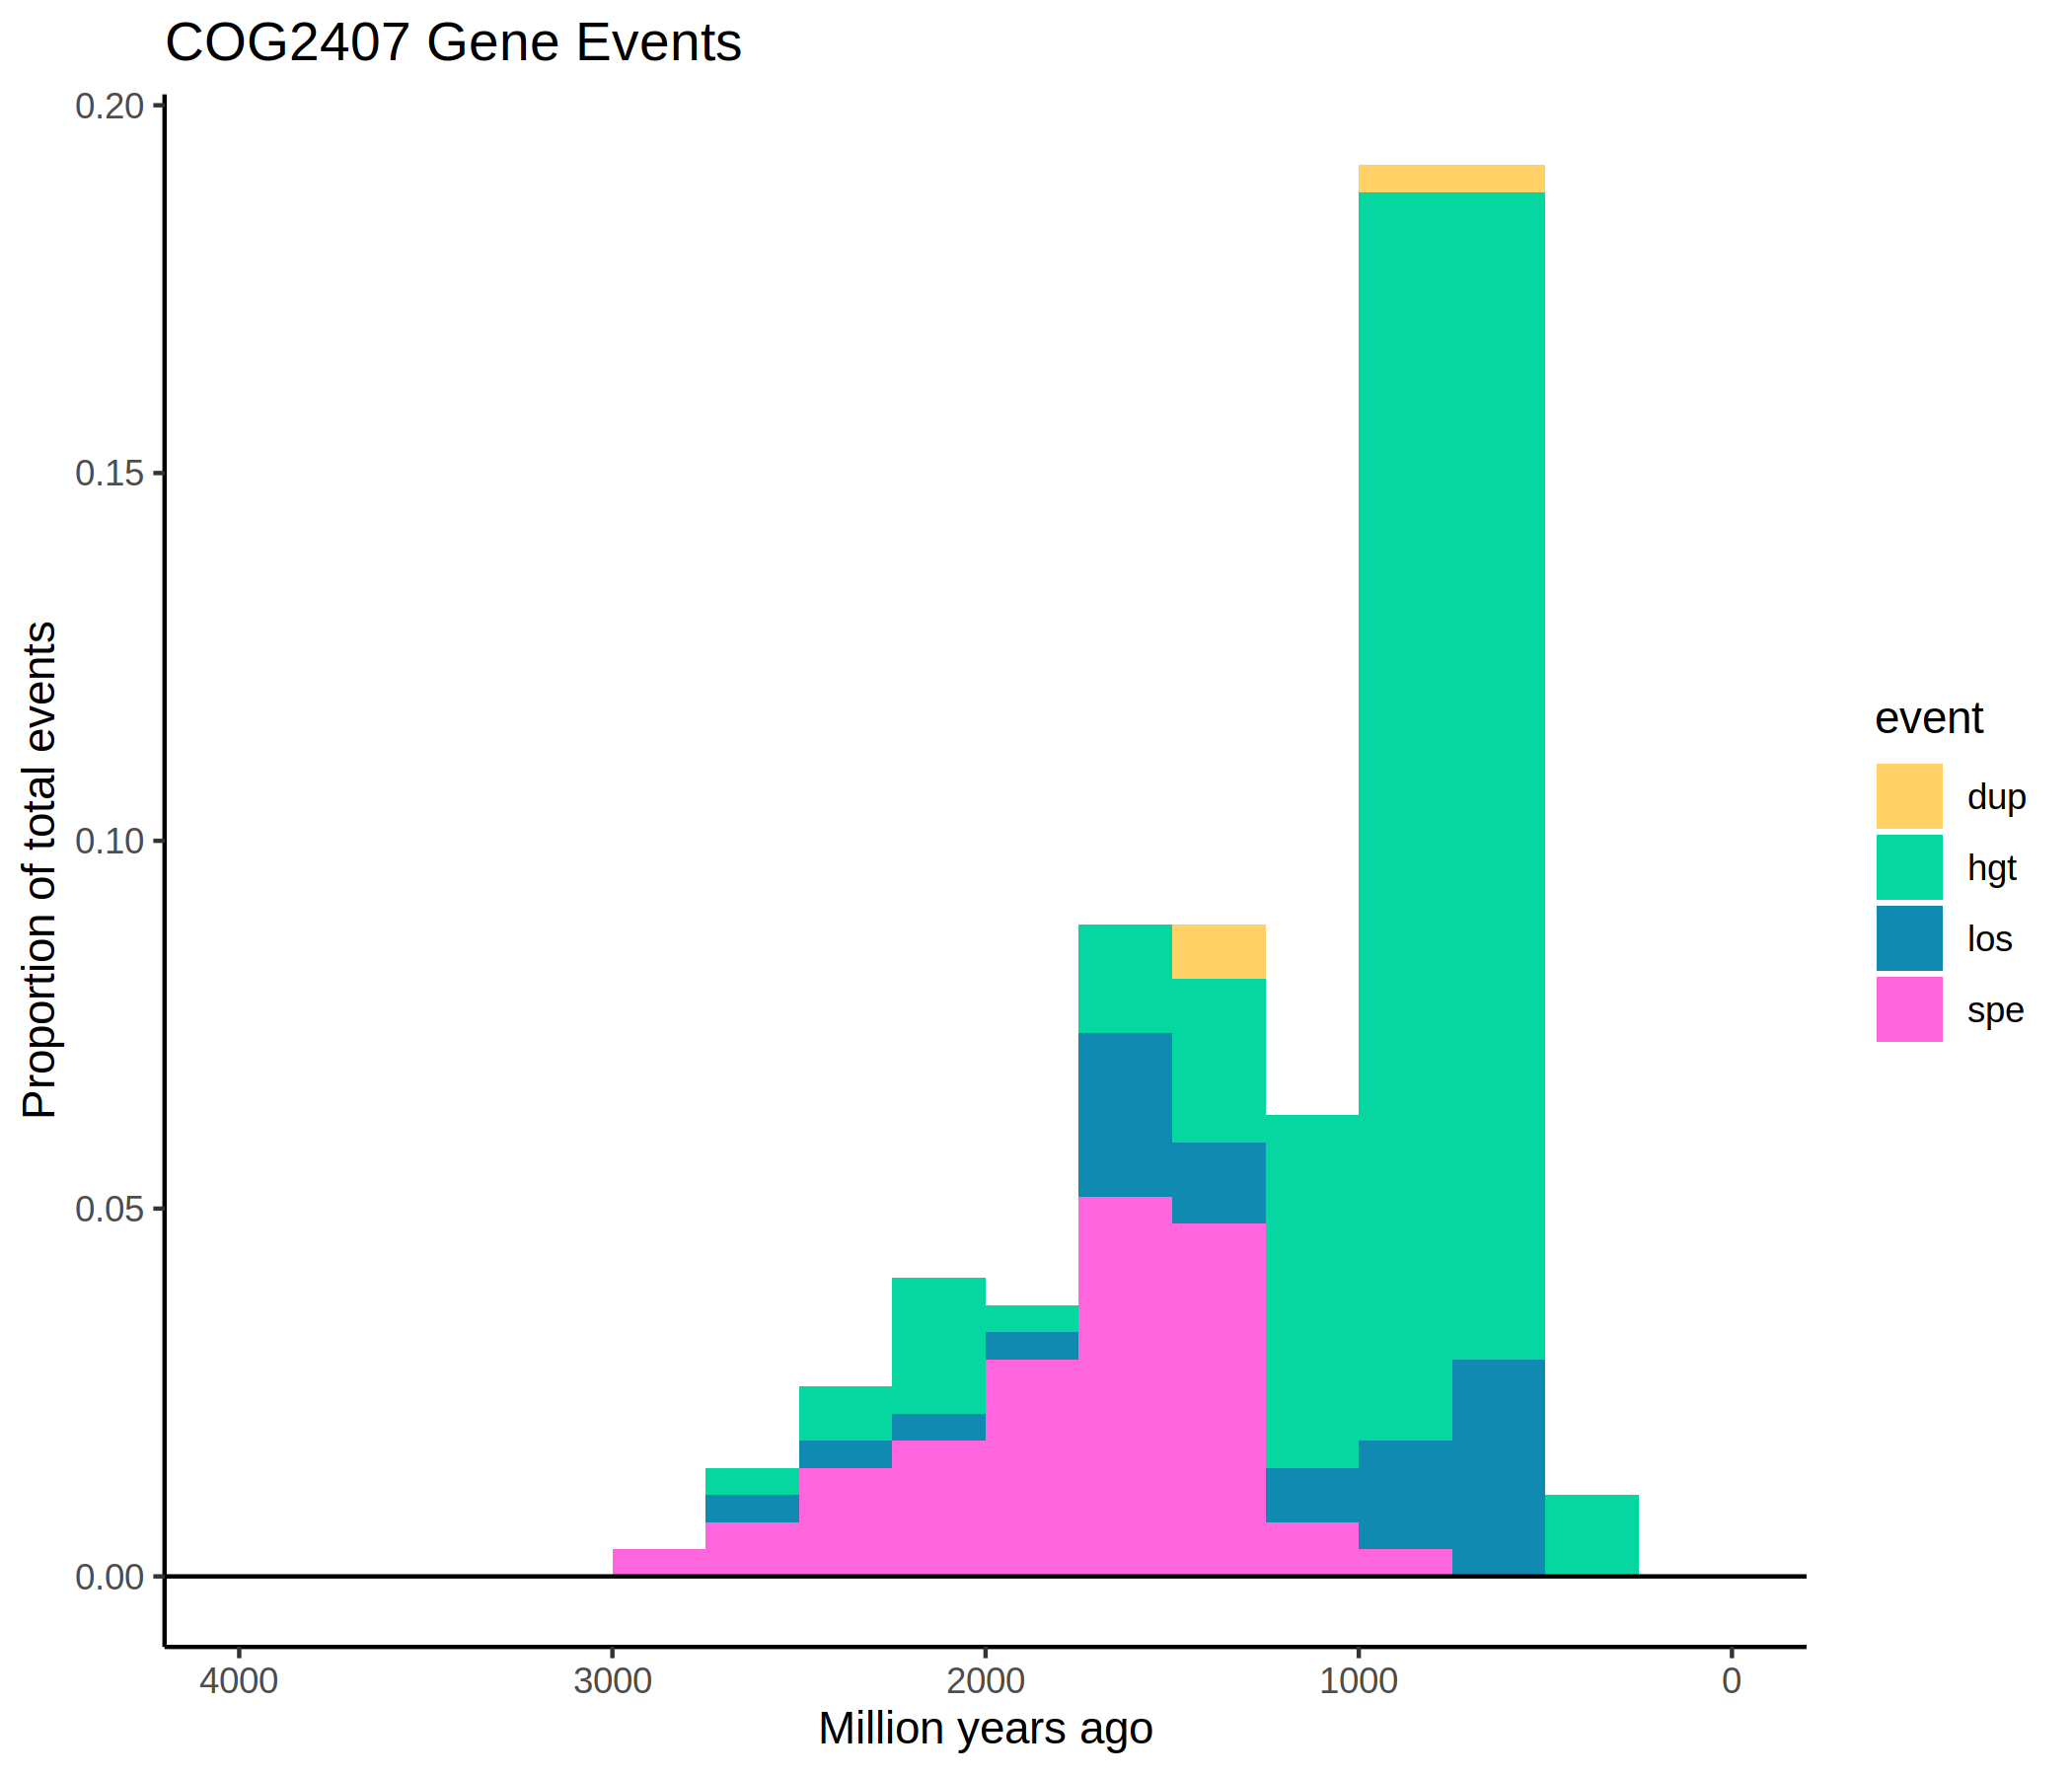 COG2407 Gene Events
0.20
0.15
0.10
0.05
0.00
Proportion of total events
4000 3000 2000 1000 0
Million years ago
event
dup
hgt
los
spe